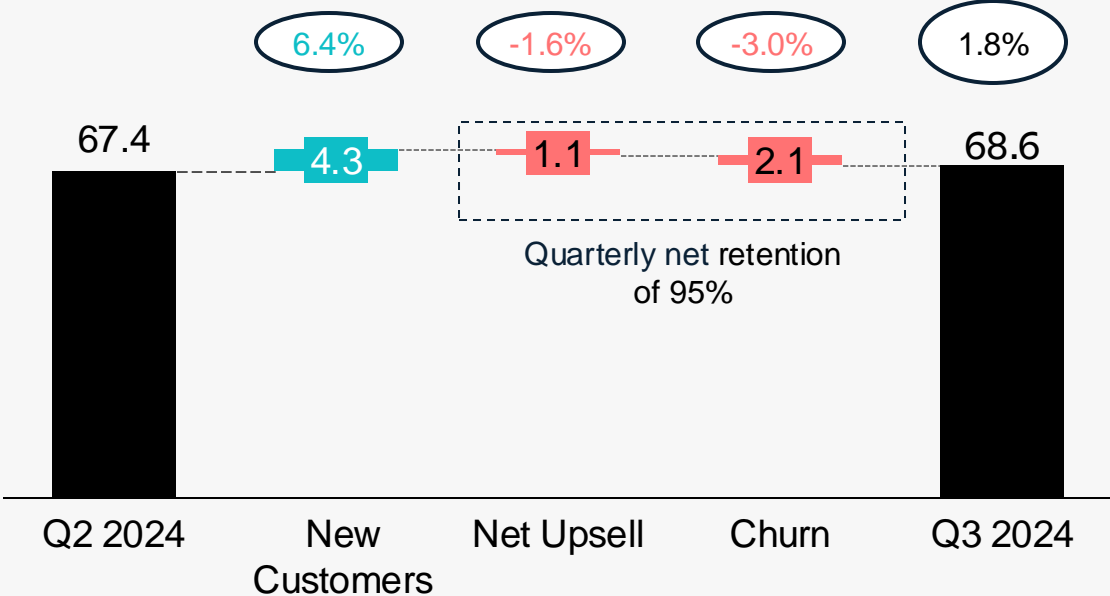 6.4%
-1.6%
-3.0%
1.8%
67.4
4.3
1.1
2.1
68.6
Quarterly net retention
of 95%
Q2 2024
New
Customers
Net Upsell
Churn
Q3 2024